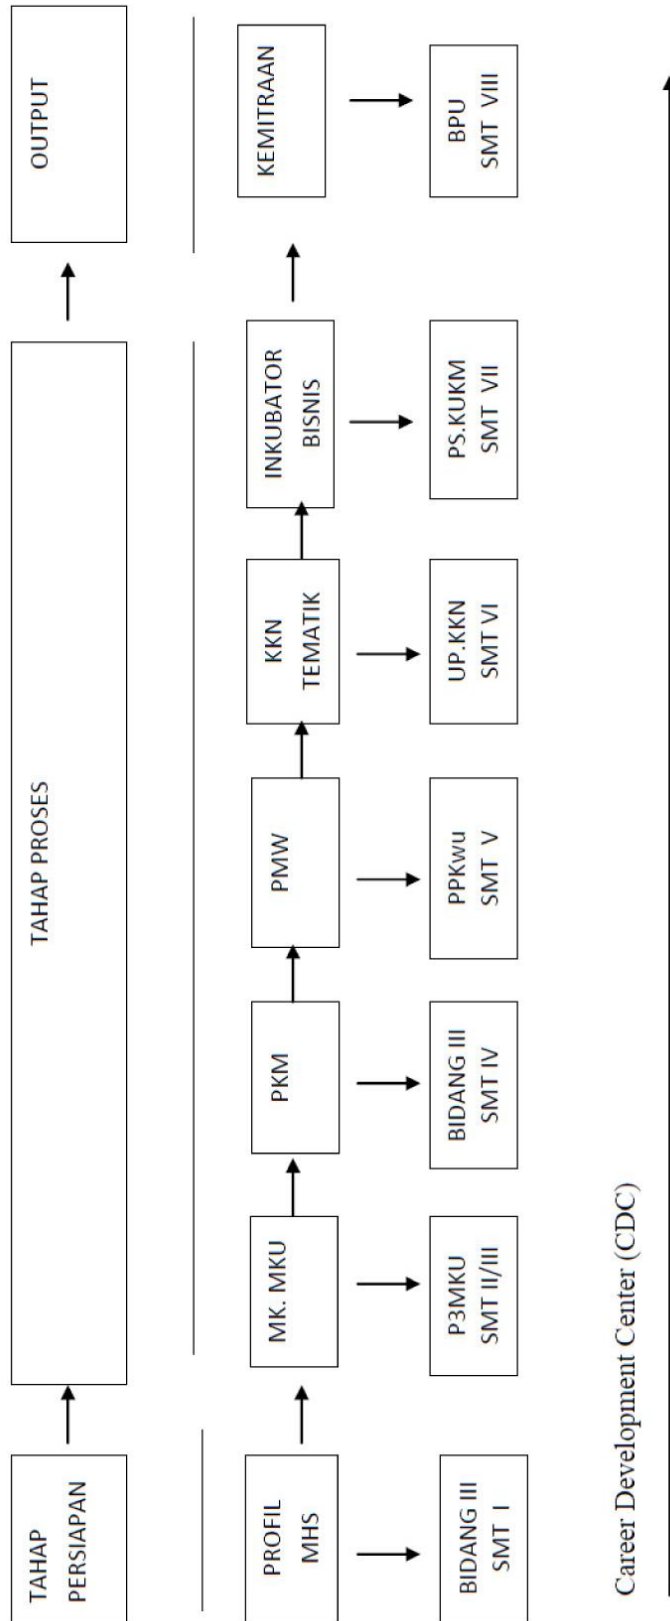 TAHAP
PERSIAPAN
TAHAP PROSES
OUTPUT
PROFIL
MHS
MK. MKU
PKM
PMW
KKN
TEMATIK
INKUBATOR
BISNIS
KEMITRAAN
BIDANG III
SMT I
P3MKU
SMT II/III
BIDANG III
SMT IV
PPKwu
SMT V
UP.KKN
SMT VI
PS.KUKM
SMT VII
BPU
SMT VIII
Career Development Center (CDC)